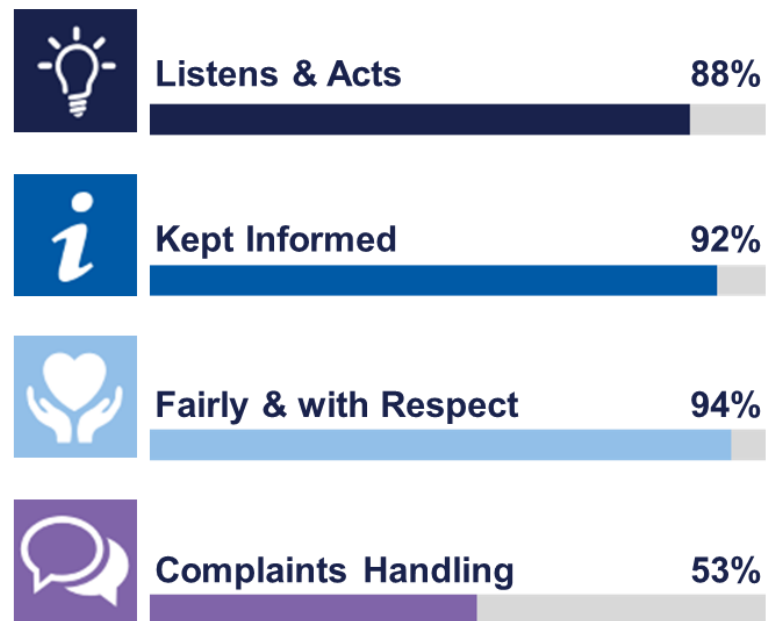 Listens & Acts 88%
Kept Informed 92%
Fairly & with Respect 94%
Complaints Handling 53%